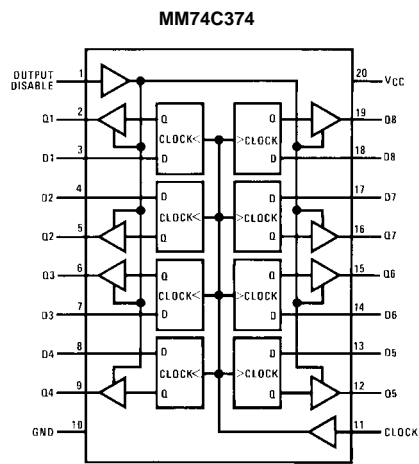 MM74C374
OUTPUT DISABLE 1 20 VCC
Q1 2 Q Q 19 Q8
CLOCK< >CLOCK
D1 3 D D 18 D8
D2 4 D D 17 D7
CLOCK< >CLOCK
Q2 5 Q Q 16 Q7
Q3 6 Q Q 15 Q6
CLOCK< >CLOCK
D3 7 D D 14 D6
D4 8 D D 13 D5
CLOCK< >CLOCK
Q4 9 Q Q 12 Q5
GND 10 11 CLOCK